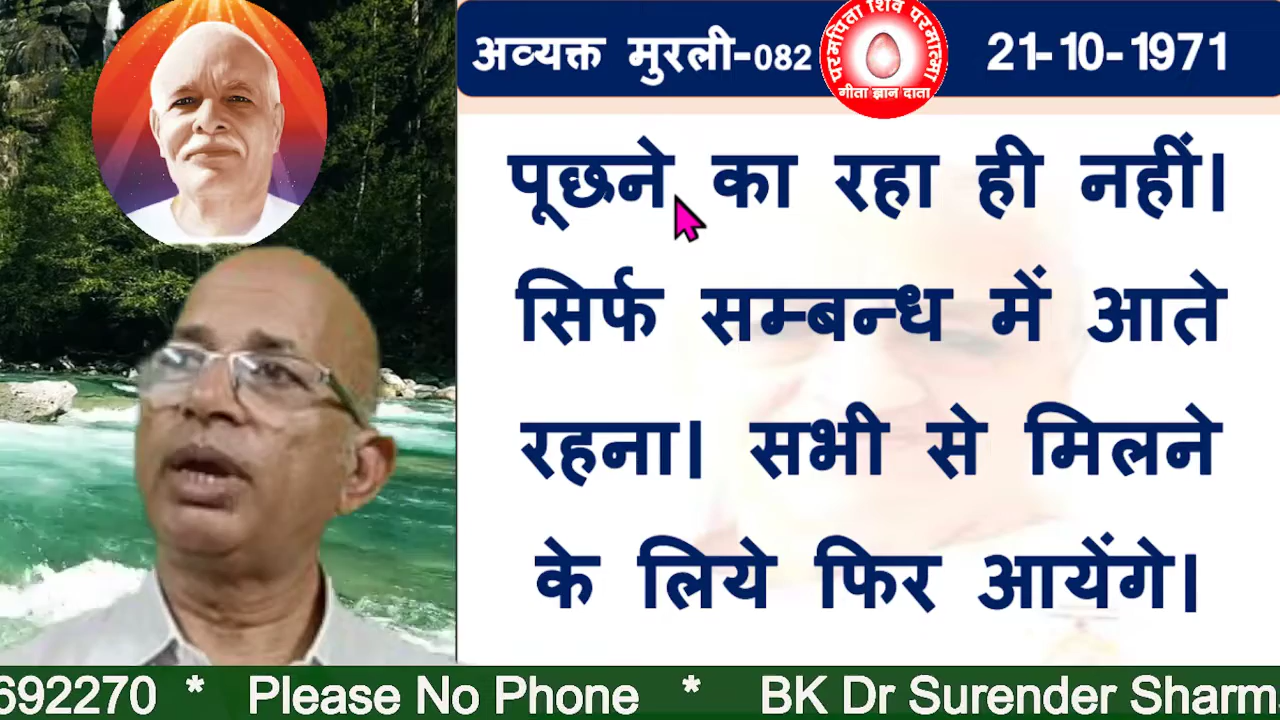 अव्यक्त मुरली-082
परमपिता शिव परमात्मा
गीता ज्ञान दाता
21-10-1971
पूछने का रहा ही नहीं।
सिर्फ सम्बन्ध में आते
रहना। सभी से मिलने
के लिये फिर आयेंगे।
692270 * Please No Phone * BK Dr Surender Sharm